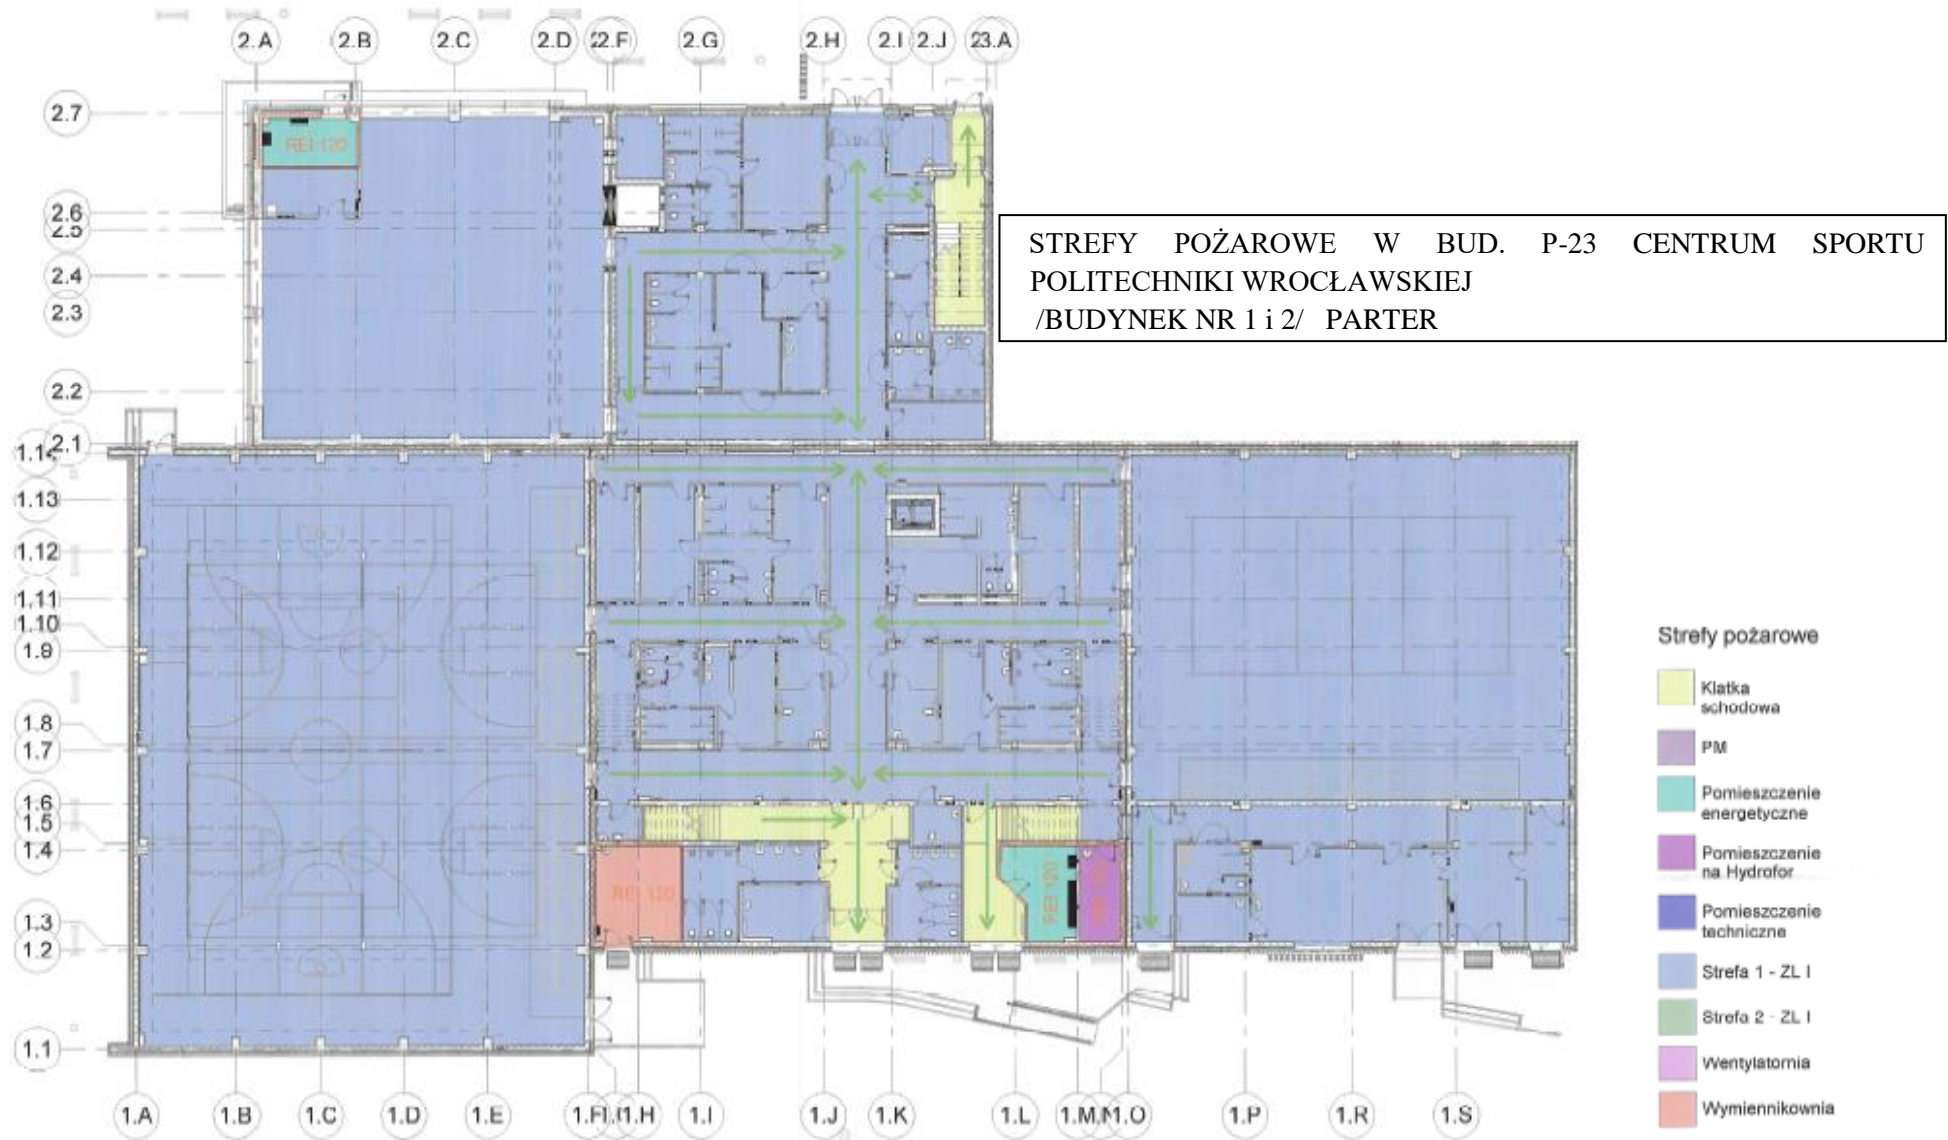 2.A 2.B 2.C 2.D 2.F 2.G 2.H 2.I 2.J 3.A
2.7
REI 120
2.6
2.5
STREFY POŻAROWE W BUD. P-23 CENTRUM SPORTU
POLITECHNIKI WROCŁAWSKIEJ
/BUDYNEK NR 1 i 2/ PARTER
2.4
2.3
2.2
2.1
1.14
1.13
1.12
1.11
1.10
1.9
1.8
1.7
1.6
1.5
1.4
REI 120
REI 120
1.3
1.2
1.1
1.A 1.B 1.C 1.D 1.E 1.F 1.H 1.I 1.J 1.K 1.L 1.M 1.O 1.P 1.R 1.S
Strefy pożarowe
Klatka
schodowa
PM
Pomieszczenie
energetyczne
Pomieszczenie
na Hydrofor
Pomieszczenie
techniczne
Strefa 1 - ZL I
Strefa 2 - ZL I
Wentylatornia
Wymiennikownia